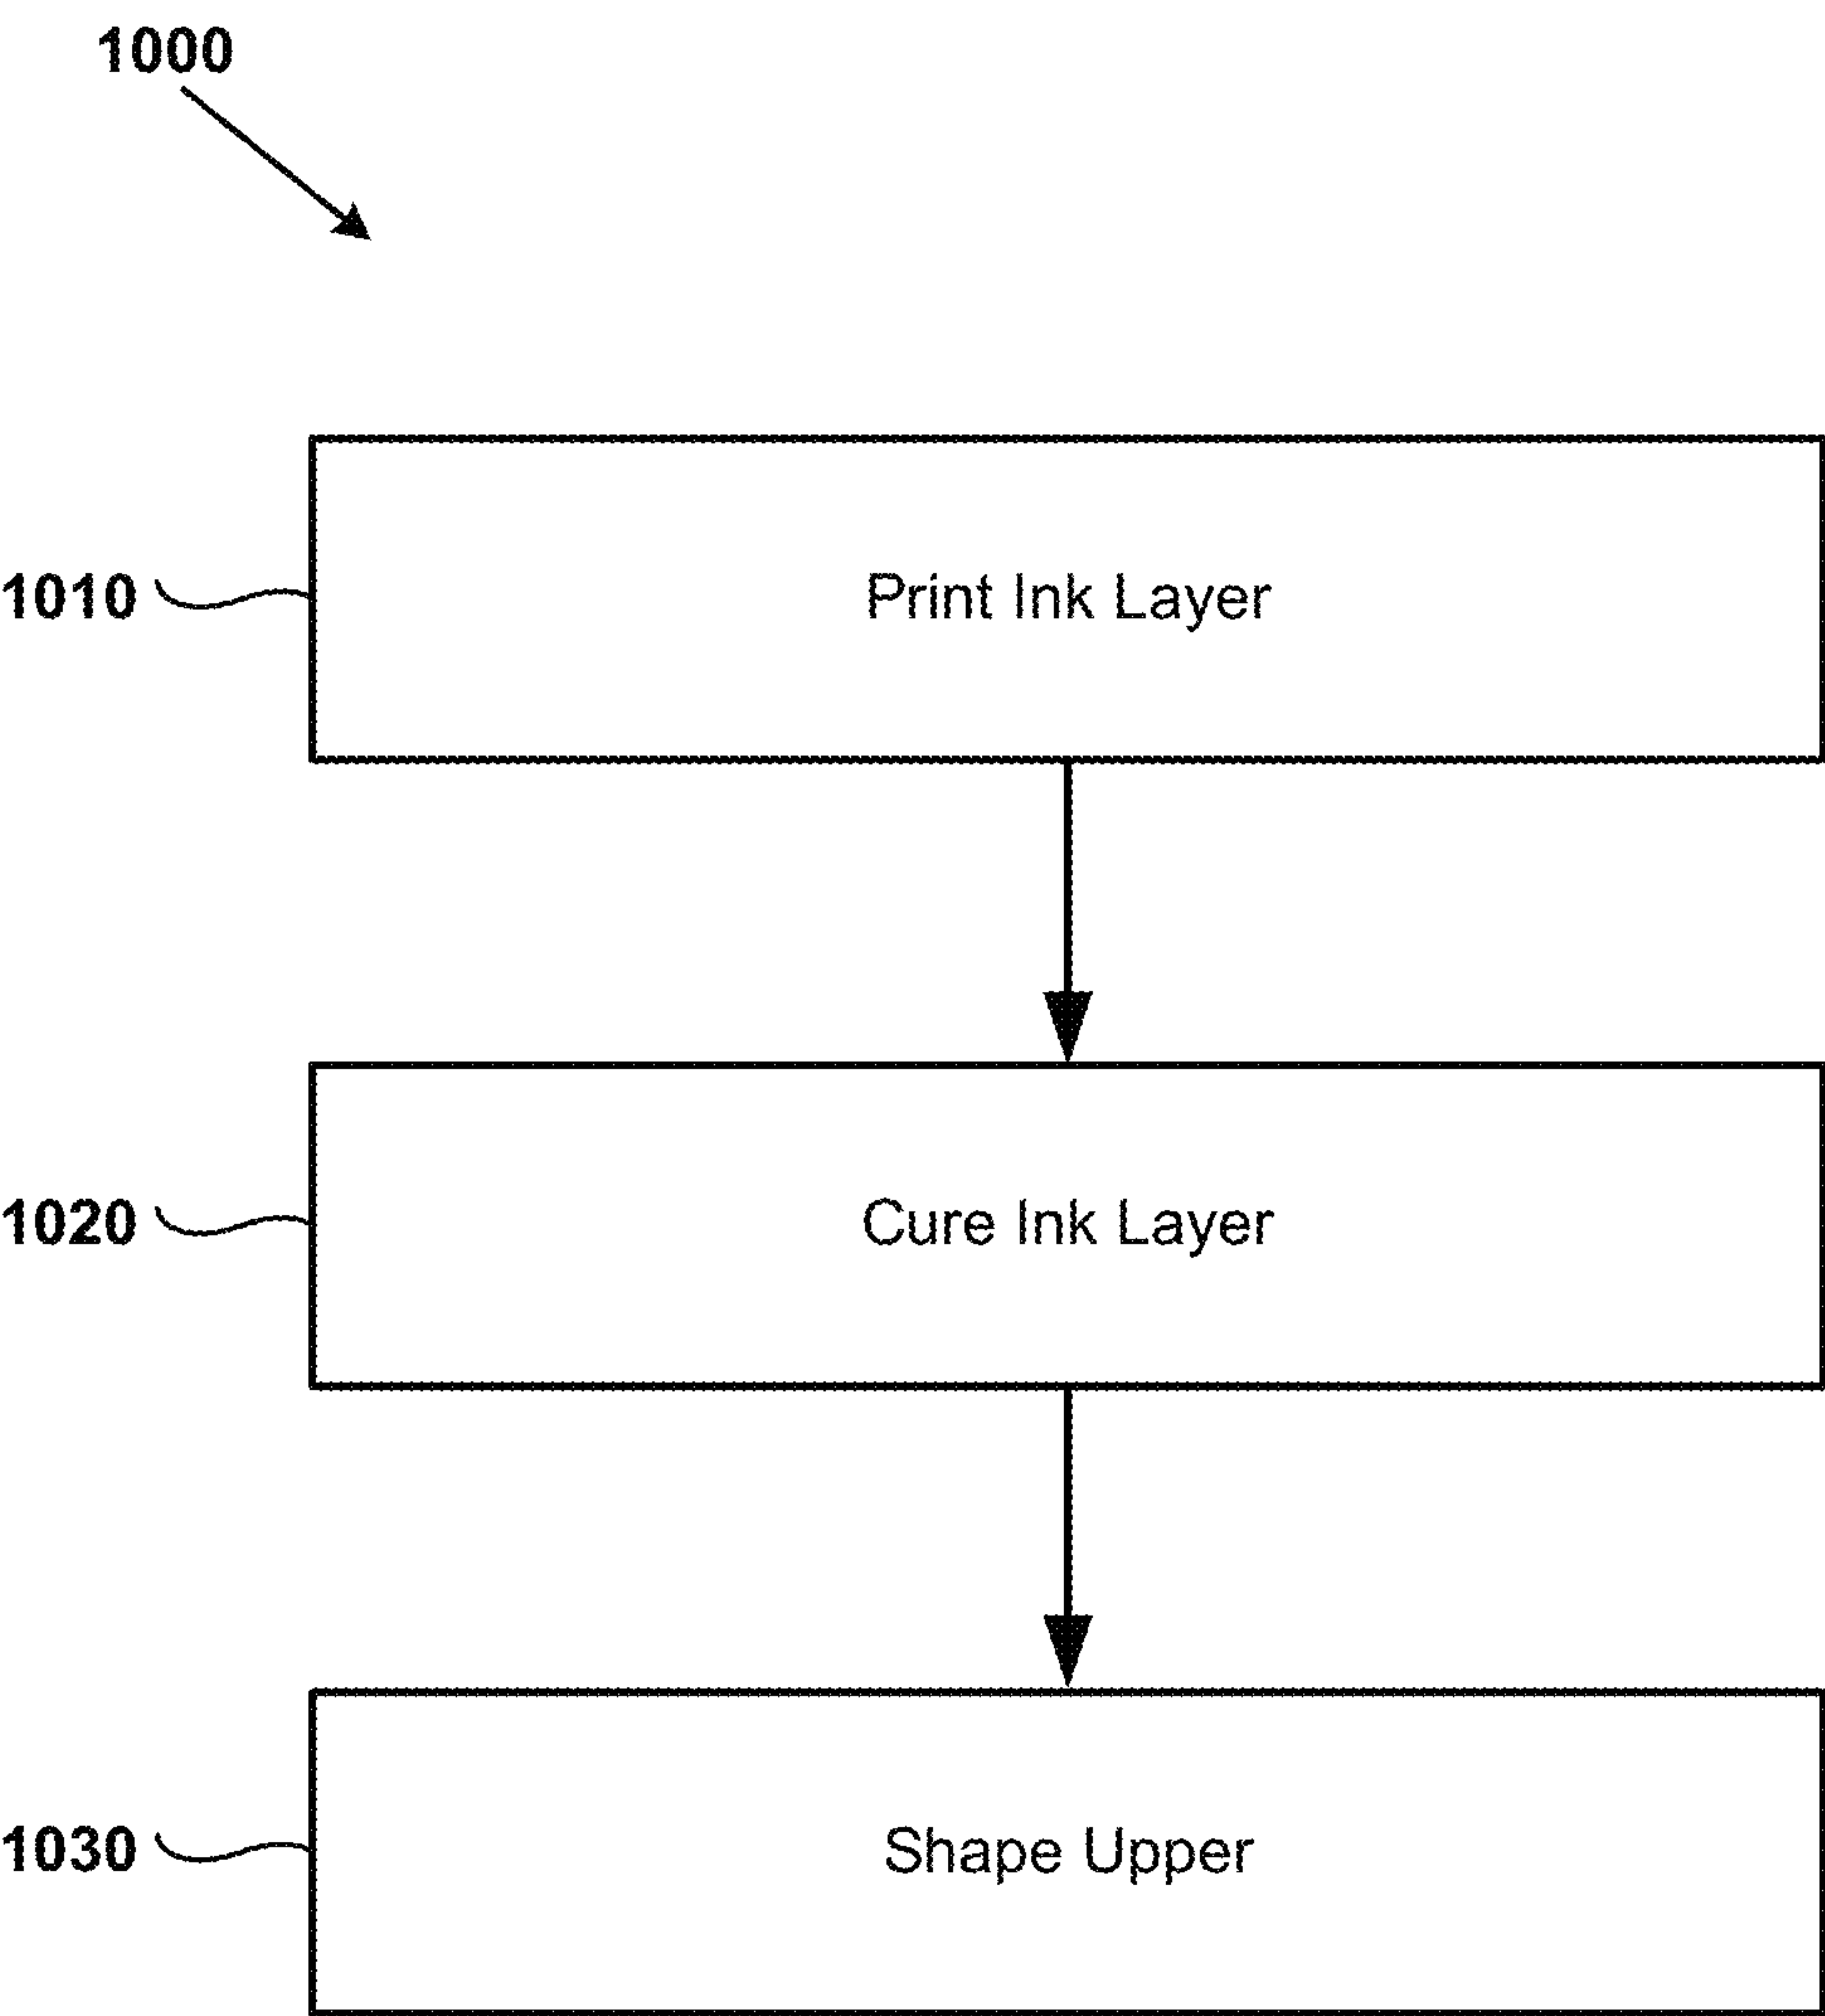 1000
1010
Print Ink Layer
1020
Cure Ink Layer
1030
Shape Upper